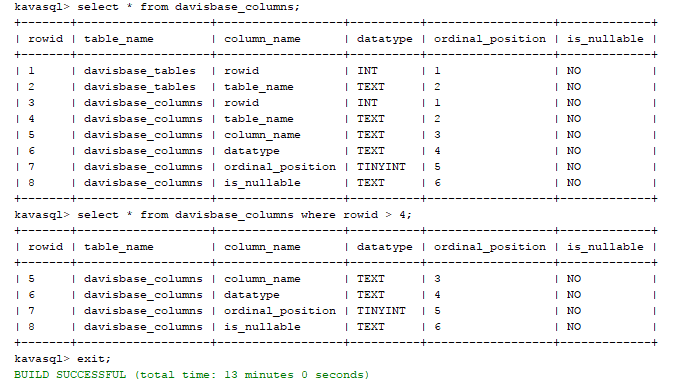 kavasql> select * from davisbase_columns;
+-------+--------------------+------------------+----------+------------------+-------------+
| rowid | table_name | column_name | datatype | ordinal_position | is_nullable |
+-------+--------------------+------------------+----------+------------------+-------------+
| 1 | davisbase_tables | rowid | INT | 1 | NO |
| 2 | davisbase_tables | table_name | TEXT | 2 | NO |
| 3 | davisbase_columns | rowid | INT | 1 | NO |
| 4 | davisbase_columns | table_name | TEXT | 2 | NO |
| 5 | davisbase_columns | column_name | TEXT | 3 | NO |
| 6 | davisbase_columns | datatype | TEXT | 4 | NO |
| 7 | davisbase_columns | ordinal_position | TINYINT | 5 | NO |
| 8 | davisbase_columns | is_nullable | TEXT | 6 | NO |
+-------+--------------------+------------------+----------+------------------+-------------+
kavasql> select * from davisbase_columns where rowid > 4;
+-------+--------------------+------------------+----------+------------------+-------------+
| rowid | table_name | column_name | datatype | ordinal_position | is_nullable |
+-------+--------------------+------------------+----------+------------------+-------------+
| 5 | davisbase_columns | column_name | TEXT | 3 | NO |
| 6 | davisbase_columns | datatype | TEXT | 4 | NO |
| 7 | davisbase_columns | ordinal_position | TINYINT | 5 | NO |
| 8 | davisbase_columns | is_nullable | TEXT | 6 | NO |
+-------+--------------------+------------------+----------+------------------+-------------+
kavasql> exit;
BUILD SUCCESSFUL (total time: 13 minutes 0 seconds)